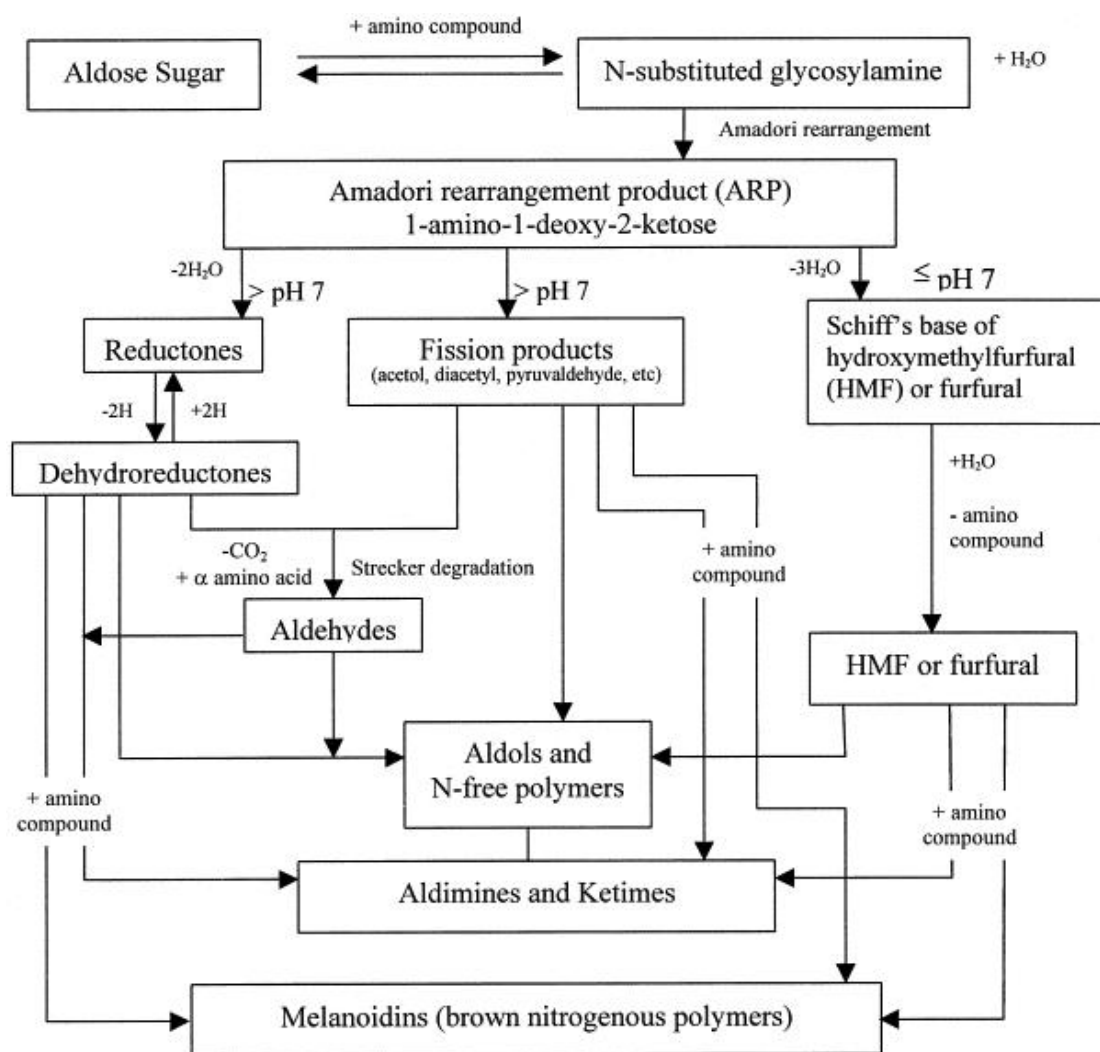 + amino compound
Aldose Sugar
N-substituted glycosylamine
+ H₂O
Amadori rearrangement
Amadori rearrangement product (ARP)
1-amino-1-deoxy-2-ketose
-2H₂O
> pH 7
> pH 7
-3H₂O
≤ pH 7
Reductones
Fission products
(acetol, diacetyl, pyruvaldehyde, etc)
Schiff's base of
hydroxymethylfurfural
(HMF) or furfural
-2H
+2H
Dehydroreductones
+H₂O
- amino
compound
-CO₂
+ α amino acid
Strecker degradation
+ amino
compound
Aldehydes
HMF or furfural
Aldols and
N-free polymers
+ amino
compound
+ amino
compound
Aldimines and Ketimes
Melanoidins (brown nitrogenous polymers)